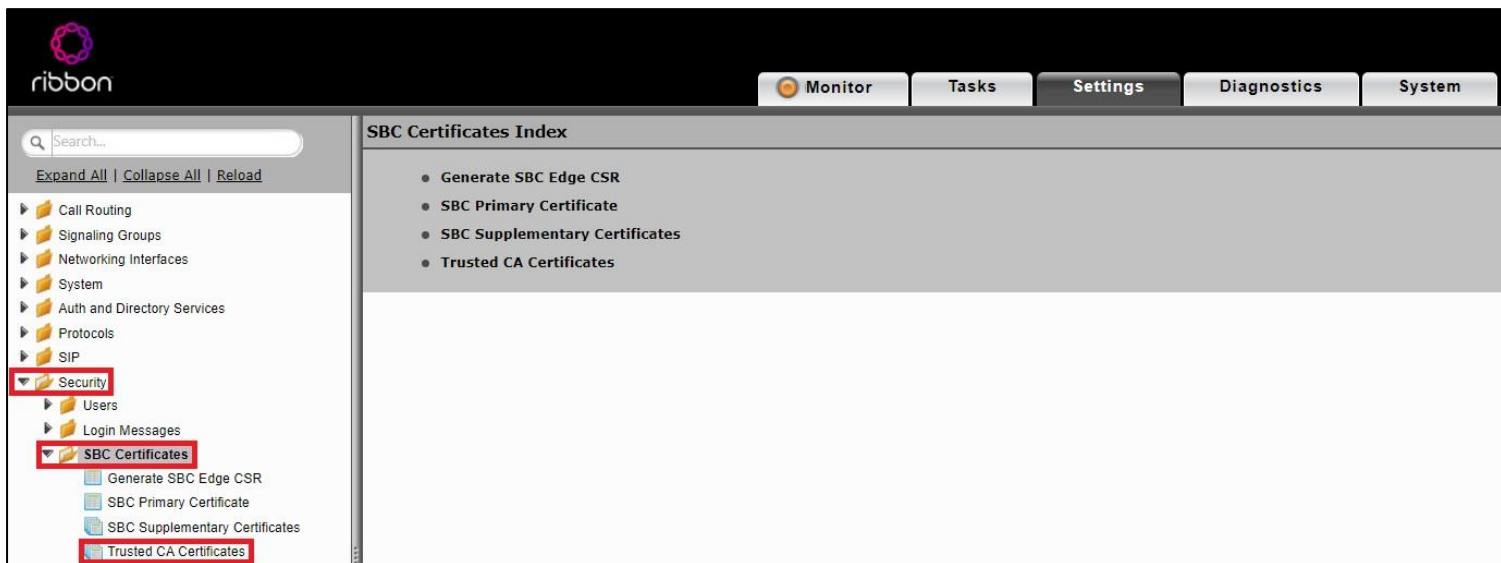 ribbon
Monitor
Tasks
Settings
Diagnostics
System
Search...
Expand All | Collapse All | Reload
Call Routing
Signaling Groups
Networking Interfaces
System
Auth and Directory Services
Protocols
SIP
Security
Users
Login Messages
SBC Certificates
Generate SBC Edge CSR
SBC Primary Certificate
SBC Supplementary Certificates
Trusted CA Certificates
SBC Certificates Index
Generate SBC Edge CSR
SBC Primary Certificate
SBC Supplementary Certificates
Trusted CA Certificates